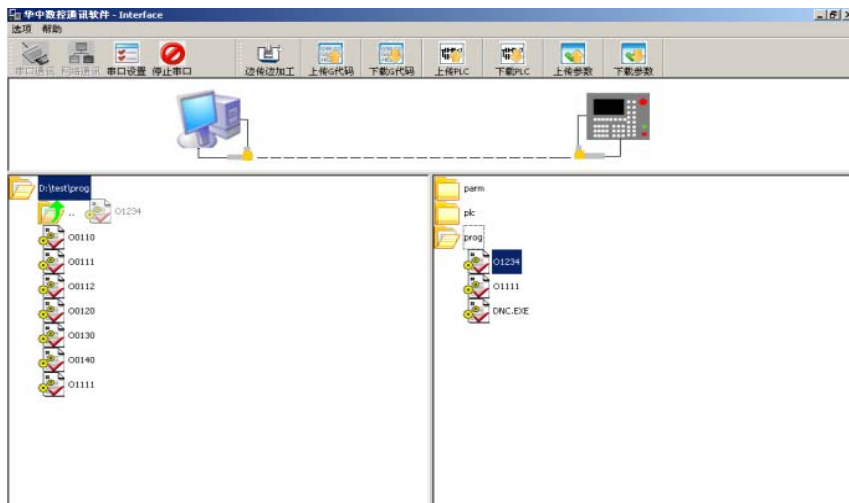 华中数控通讯软件 - Interface
选项 帮助
串口通讯 网络通讯 串口设置 停止串口 边传边加工 上传G代码 下载G代码 上传PLC 下载PLC 上传参数 下载参数
D:\test\prog
.. O1234
O0110
O0111
O0112
O0120
O0130
O0140
O1111
parm
plc
prog
O1234
O1111
DNC.EXE